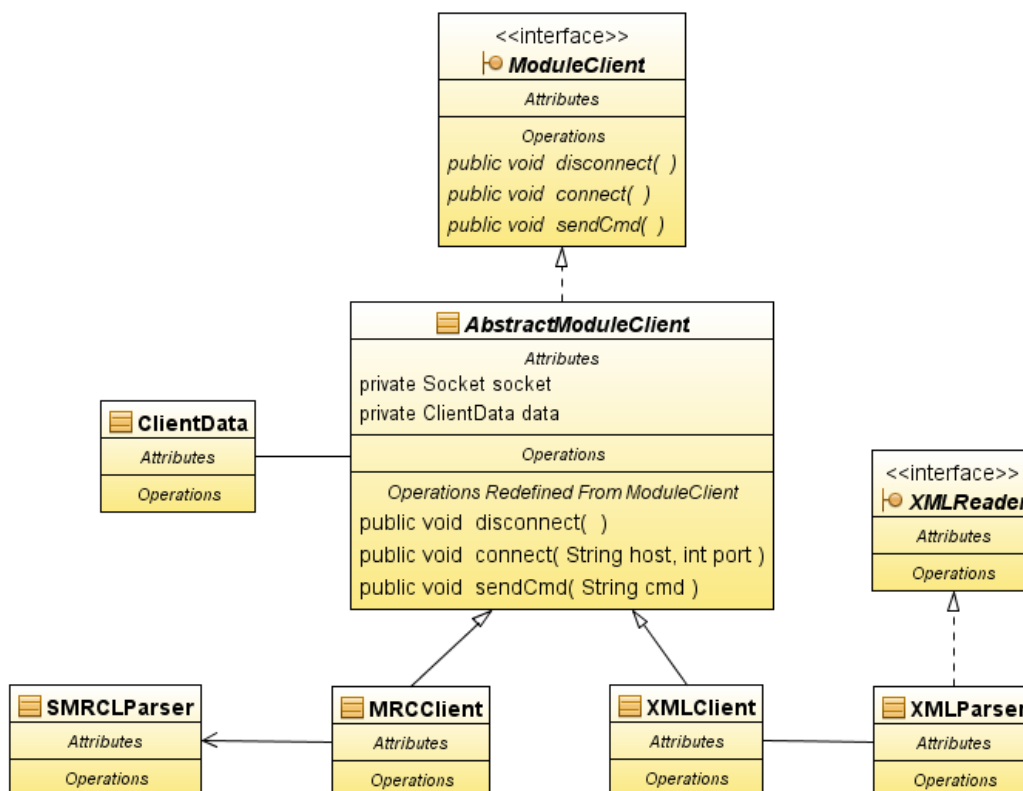 <<interface>>
ModuleClient
Attributes
Operations
public void disconnect( )
public void connect( )
public void sendCmd( )
AbstractModuleClient
Attributes
private Socket socket
private ClientData data
Operations
Operations Redefined From ModuleClient
public void disconnect( )
public void connect( String host, int port )
public void sendCmd( String cmd )
ClientData
Attributes
Operations
<<interface>>
XMLReader
Attributes
Operations
SMRCLParser
Attributes
Operations
MRCClient
Attributes
Operations
XMLClient
Attributes
Operations
XMLParser
Attributes
Operations